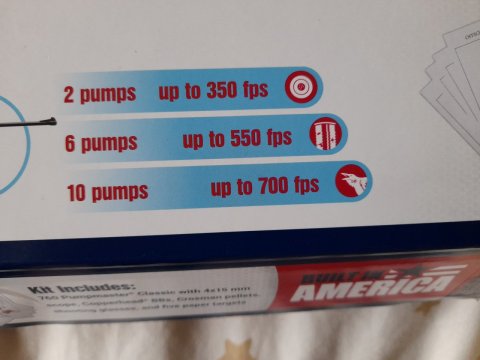 2 pumps up to 350 fps
6 pumps up to 550 fps
10 pumps up to 700 fps
Kit Includes:
760 Pumpmaster Classic with 4x15 mm
scope, Copperhead BBs, Crosman pellets,
shooting glasses, and five paper targets
BUILT IN
AMERICA